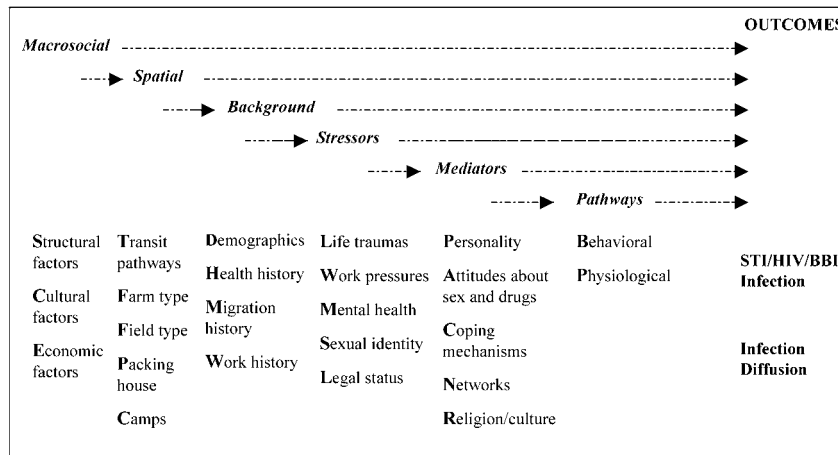 OUTCOMES
Macrosocial
Spatial
Background
Stressors
Mediators
Pathways
Structural
factors
Cultural
factors
Economic
factors
Transit
pathways
Farm type
Field type
Packing
house
Camps
Demographics
Health history
Migration
history
Work history
Life traumas
Work pressures
Mental health
Sexual identity
Legal status
Personality
Attitudes about
sex and drugs
Coping
mechanisms
Networks
Religion/culture
Behavioral
Physiological
STI/HIV/BBI
Infection
Infection
Diffusion